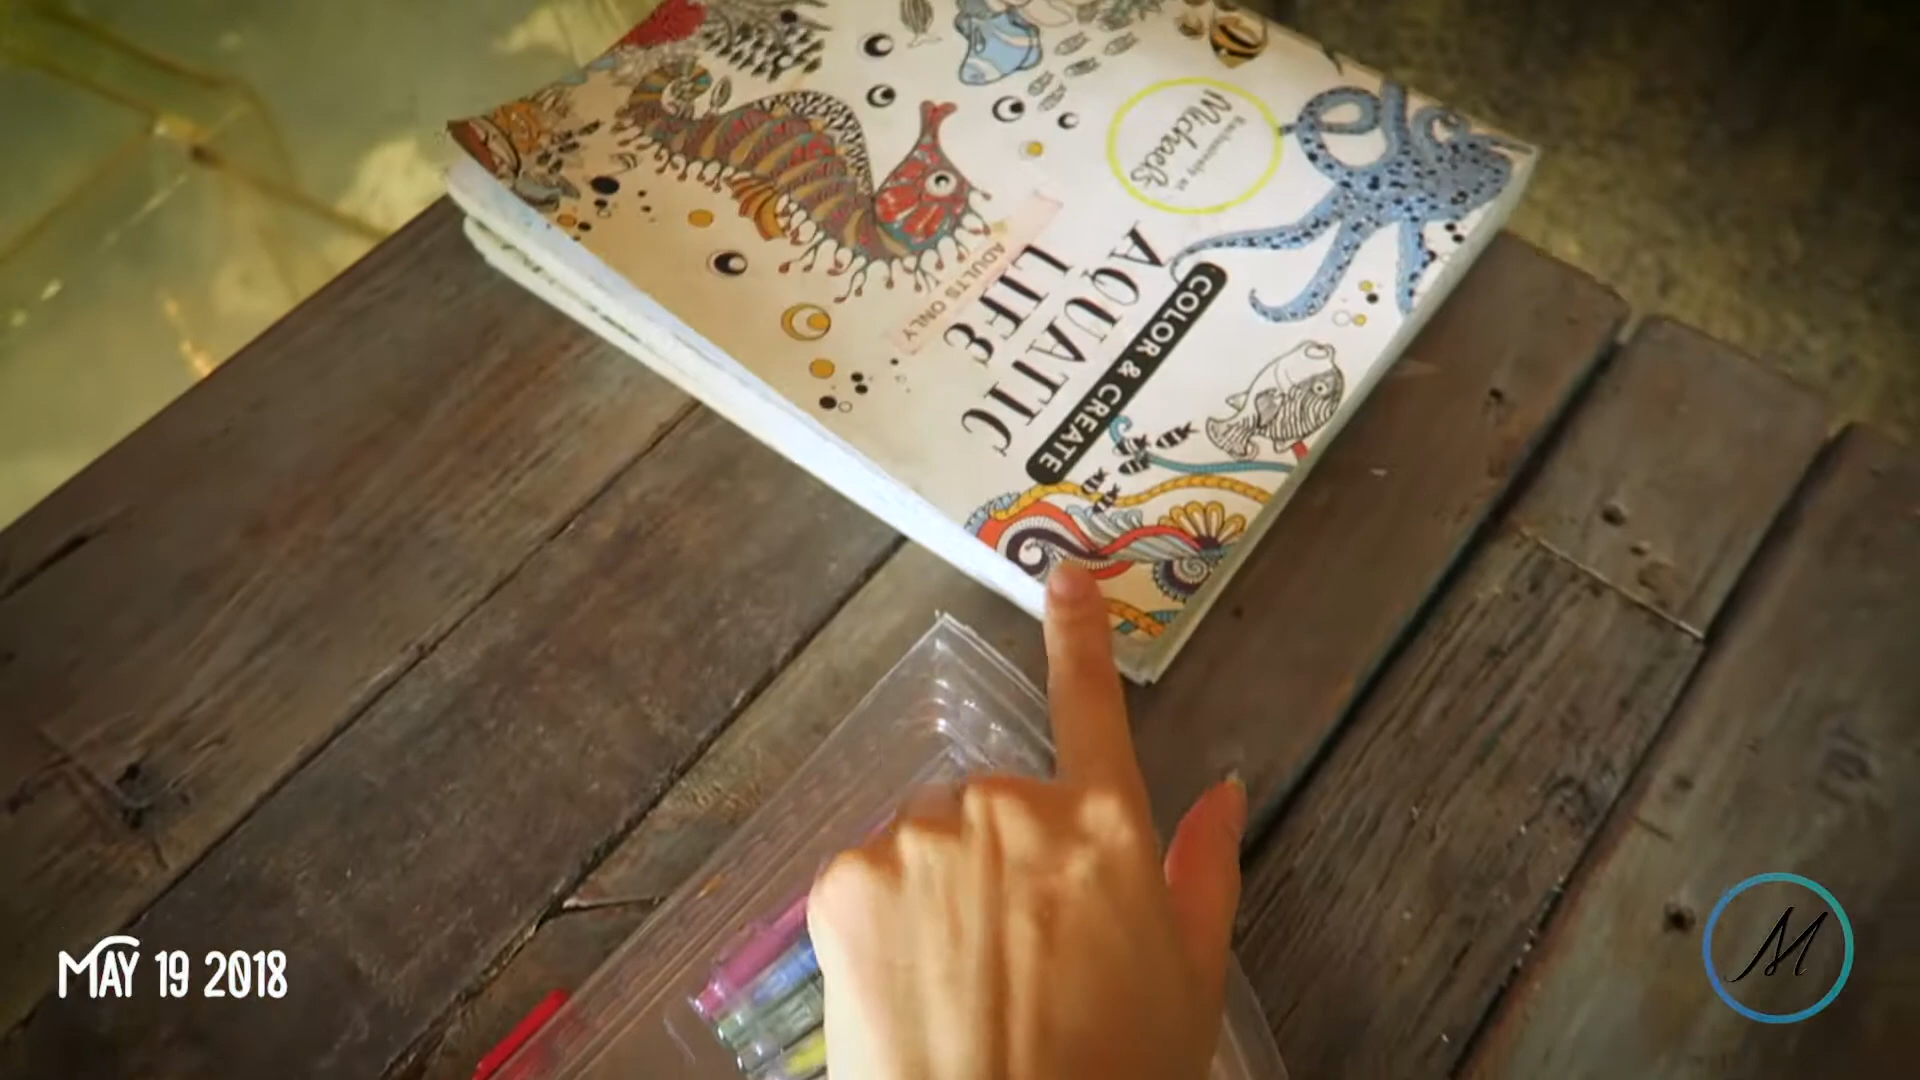 Exclusively at
Michaels
COLOR & CREATE
AQUATIC
LIFE
ADULTS ONLY
MAY 19 2018
M